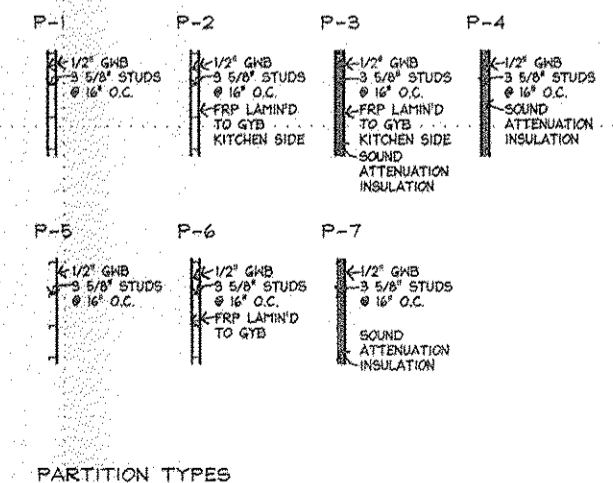 P-1
1/2" GWB
3 5/8" STUDS
@ 16" O.C.
P-2
1/2" GWB
3 5/8" STUDS
@ 16" O.C.
FRP LAMIN'D
TO GYB
KITCHEN SIDE
P-3
1/2" GWB
3 5/8" STUDS
@ 16" O.C.
FRP LAMIN'D
TO GYB
KITCHEN SIDE
SOUND
ATTENUATION
INSULATION
P-4
1/2" GWB
3 5/8" STUDS
@ 16" O.C.
SOUND
ATTENUATION
INSULATION
P-5
1/2" GWB
3 5/8" STUDS
@ 16" O.C.
P-6
1/2" GWB
3 5/8" STUDS
@ 16" O.C.
FRP LAMIN'D
TO GYB
P-7
1/2" GWB
3 5/8" STUDS
@ 16" O.C.
SOUND
ATTENUATION
INSULATION
PARTITION TYPES